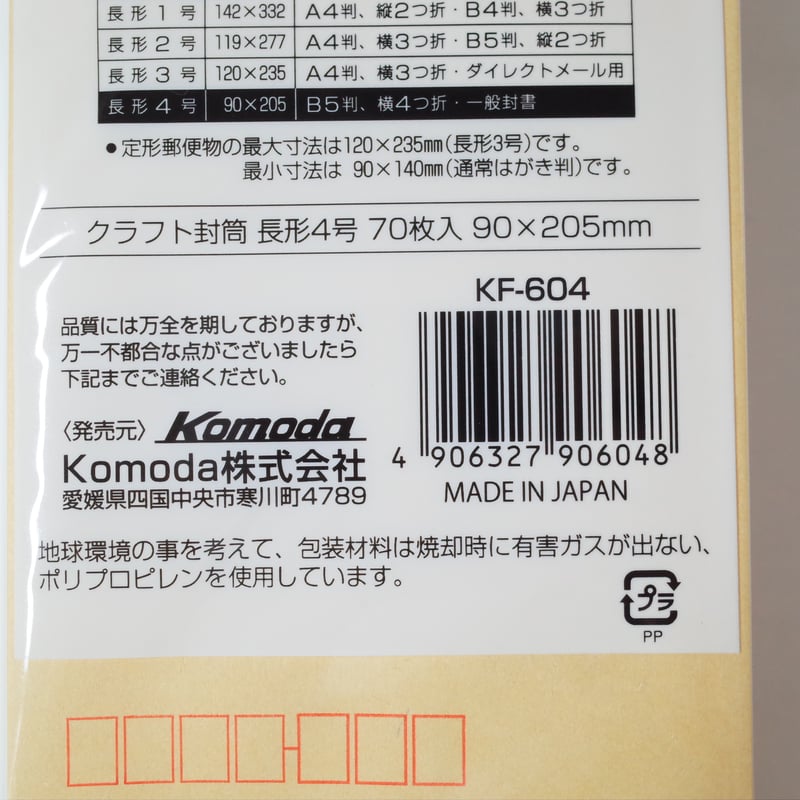 長形1号 142×332 A4判、縦2つ折・B4判、横3つ折
長形2号 119×277 A4判、横3つ折・B5判、縦2つ折
長形3号 120×235 A4判、横3つ折・ダイレクトメール用
長形4号 90×205 B5判、横4つ折・一般封書
●定形郵便物の最大寸法は120×235㎜(長形3号)です。
最小寸法は 90×140㎜(通常はがき判)です。
クラフト封筒 長形4号 70枚入 90×205mm
KF-604
品質には万全を期しておりますが、
万一不都合な点がございましたら
下記までご連絡ください。
〈発売元〉 Komoda
Komoda株式会社
愛媛県四国中央市寒川町4789
4 906327 906048
MADE IN JAPAN
地球環境の事を考えて、包装材料は焼却時に有害ガスが出ない、
ポリプロピレンを使用しています。
プラ
PP